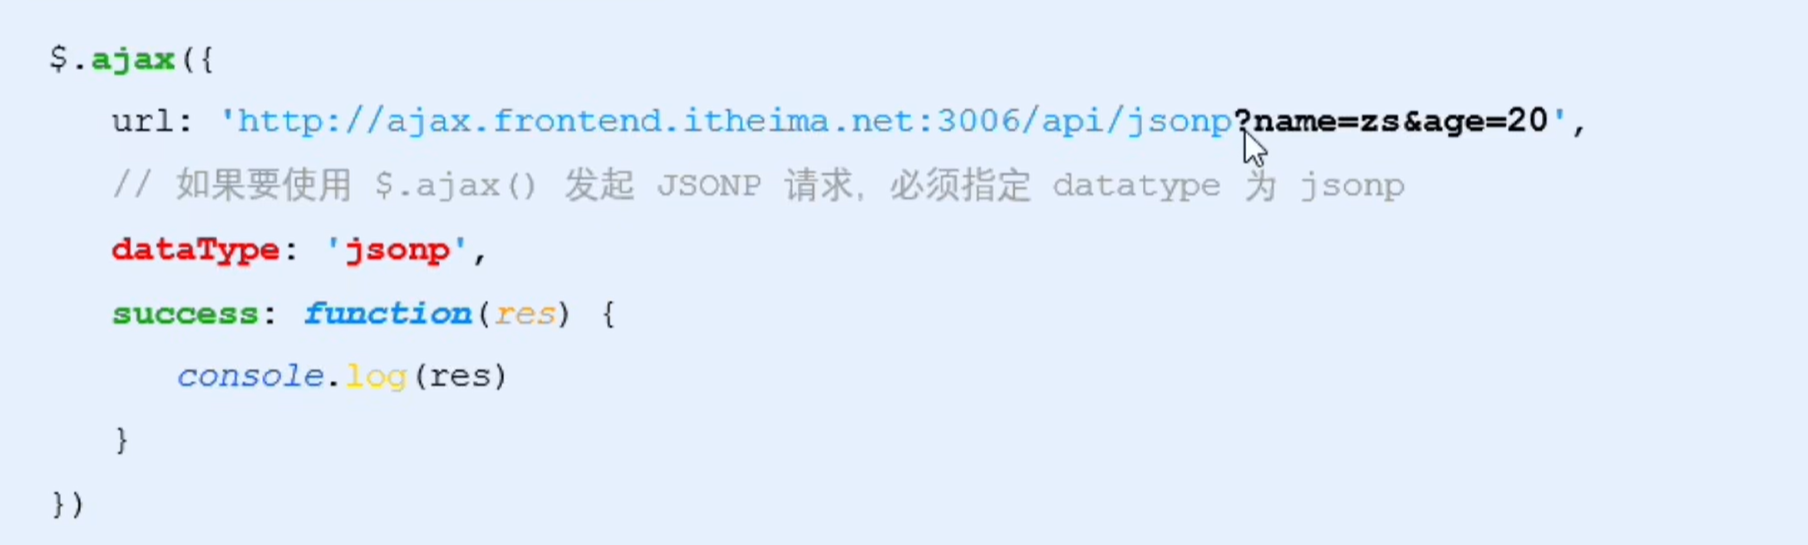 $.ajax({
url: 'http://ajax.frontend.itheima.net:3006/api/jsonp?name=zs&age=20',
// 如果要使用 $.ajax() 发起 JSONP 请求，必须指定 datatype 为 jsonp
dataType: 'jsonp',
success: function(res) {
console.log(res)
}
})